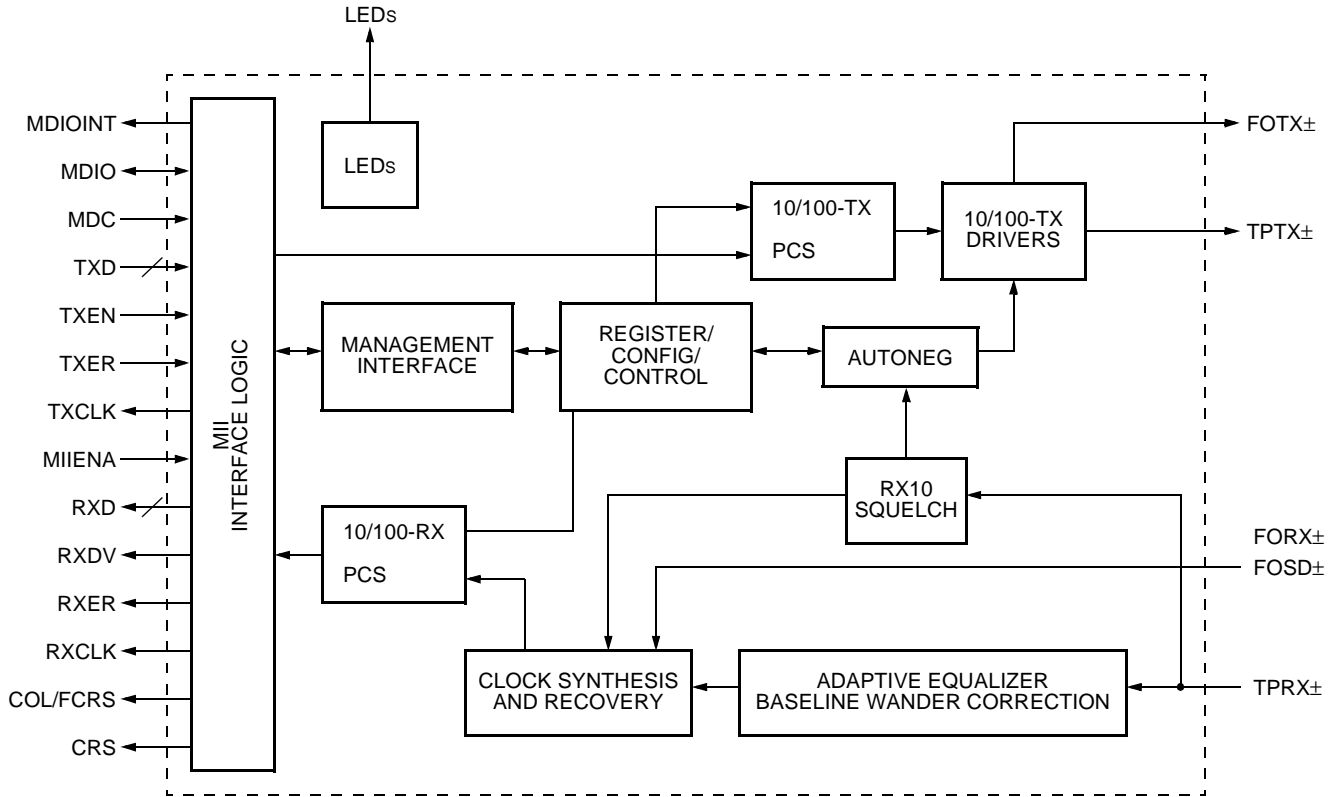 LEDs
MDIOINT
MDIO
MDC
TXD
TXEN
TXER
TXCLK
MIIENA
RXD
RXDV
RXER
RXCLK
COL/FCRS
CRS
MII
INTERFACE LOGIC
LEDs
10/100-TX
PCS
10/100-TX
DRIVERS
FOTX±
TPTX±
MANAGEMENT
INTERFACE
REGISTER/
CONFIG/
CONTROL
AUTONEG
RX10
SQUELCH
10/100-RX
PCS
FORX±
FOSD±
CLOCK SYNTHESIS
AND RECOVERY
ADAPTIVE EQUALIZER
BASELINE WANDER CORRECTION
TPRX±